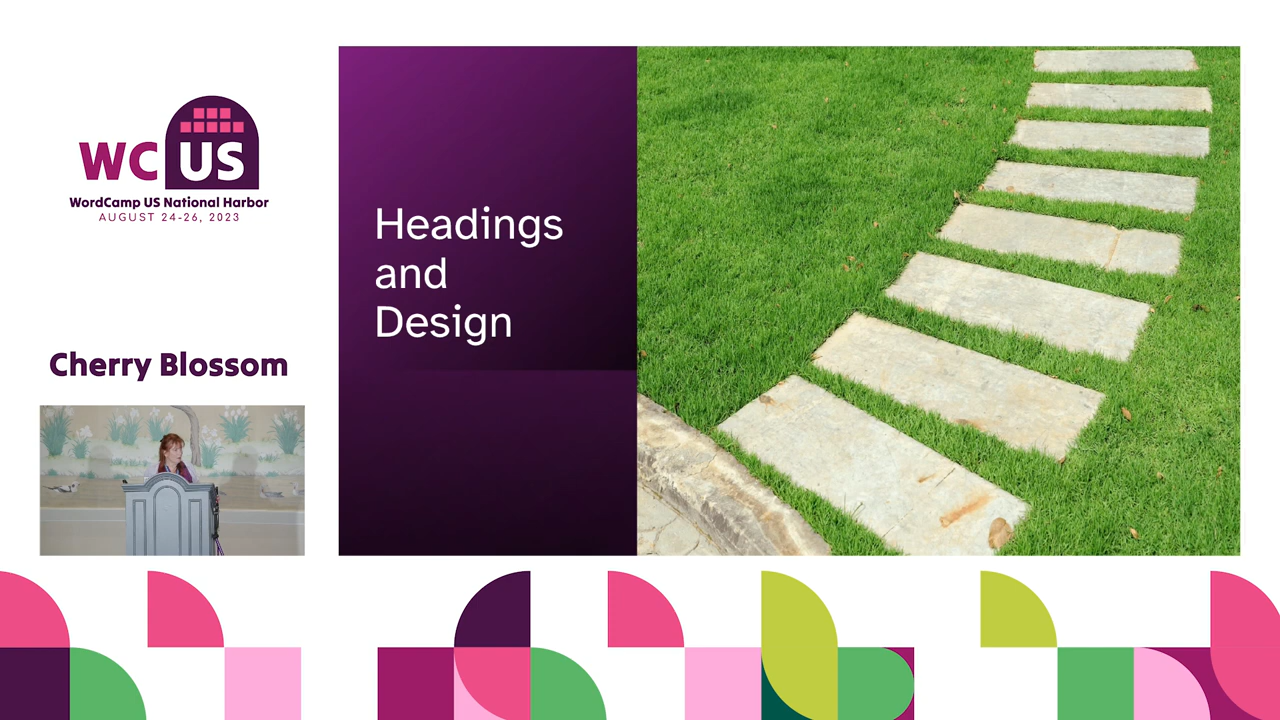 WC US
WordCamp US National Harbor
AUGUST 24-26, 2023
Cherry Blossom
Headings
and
Design